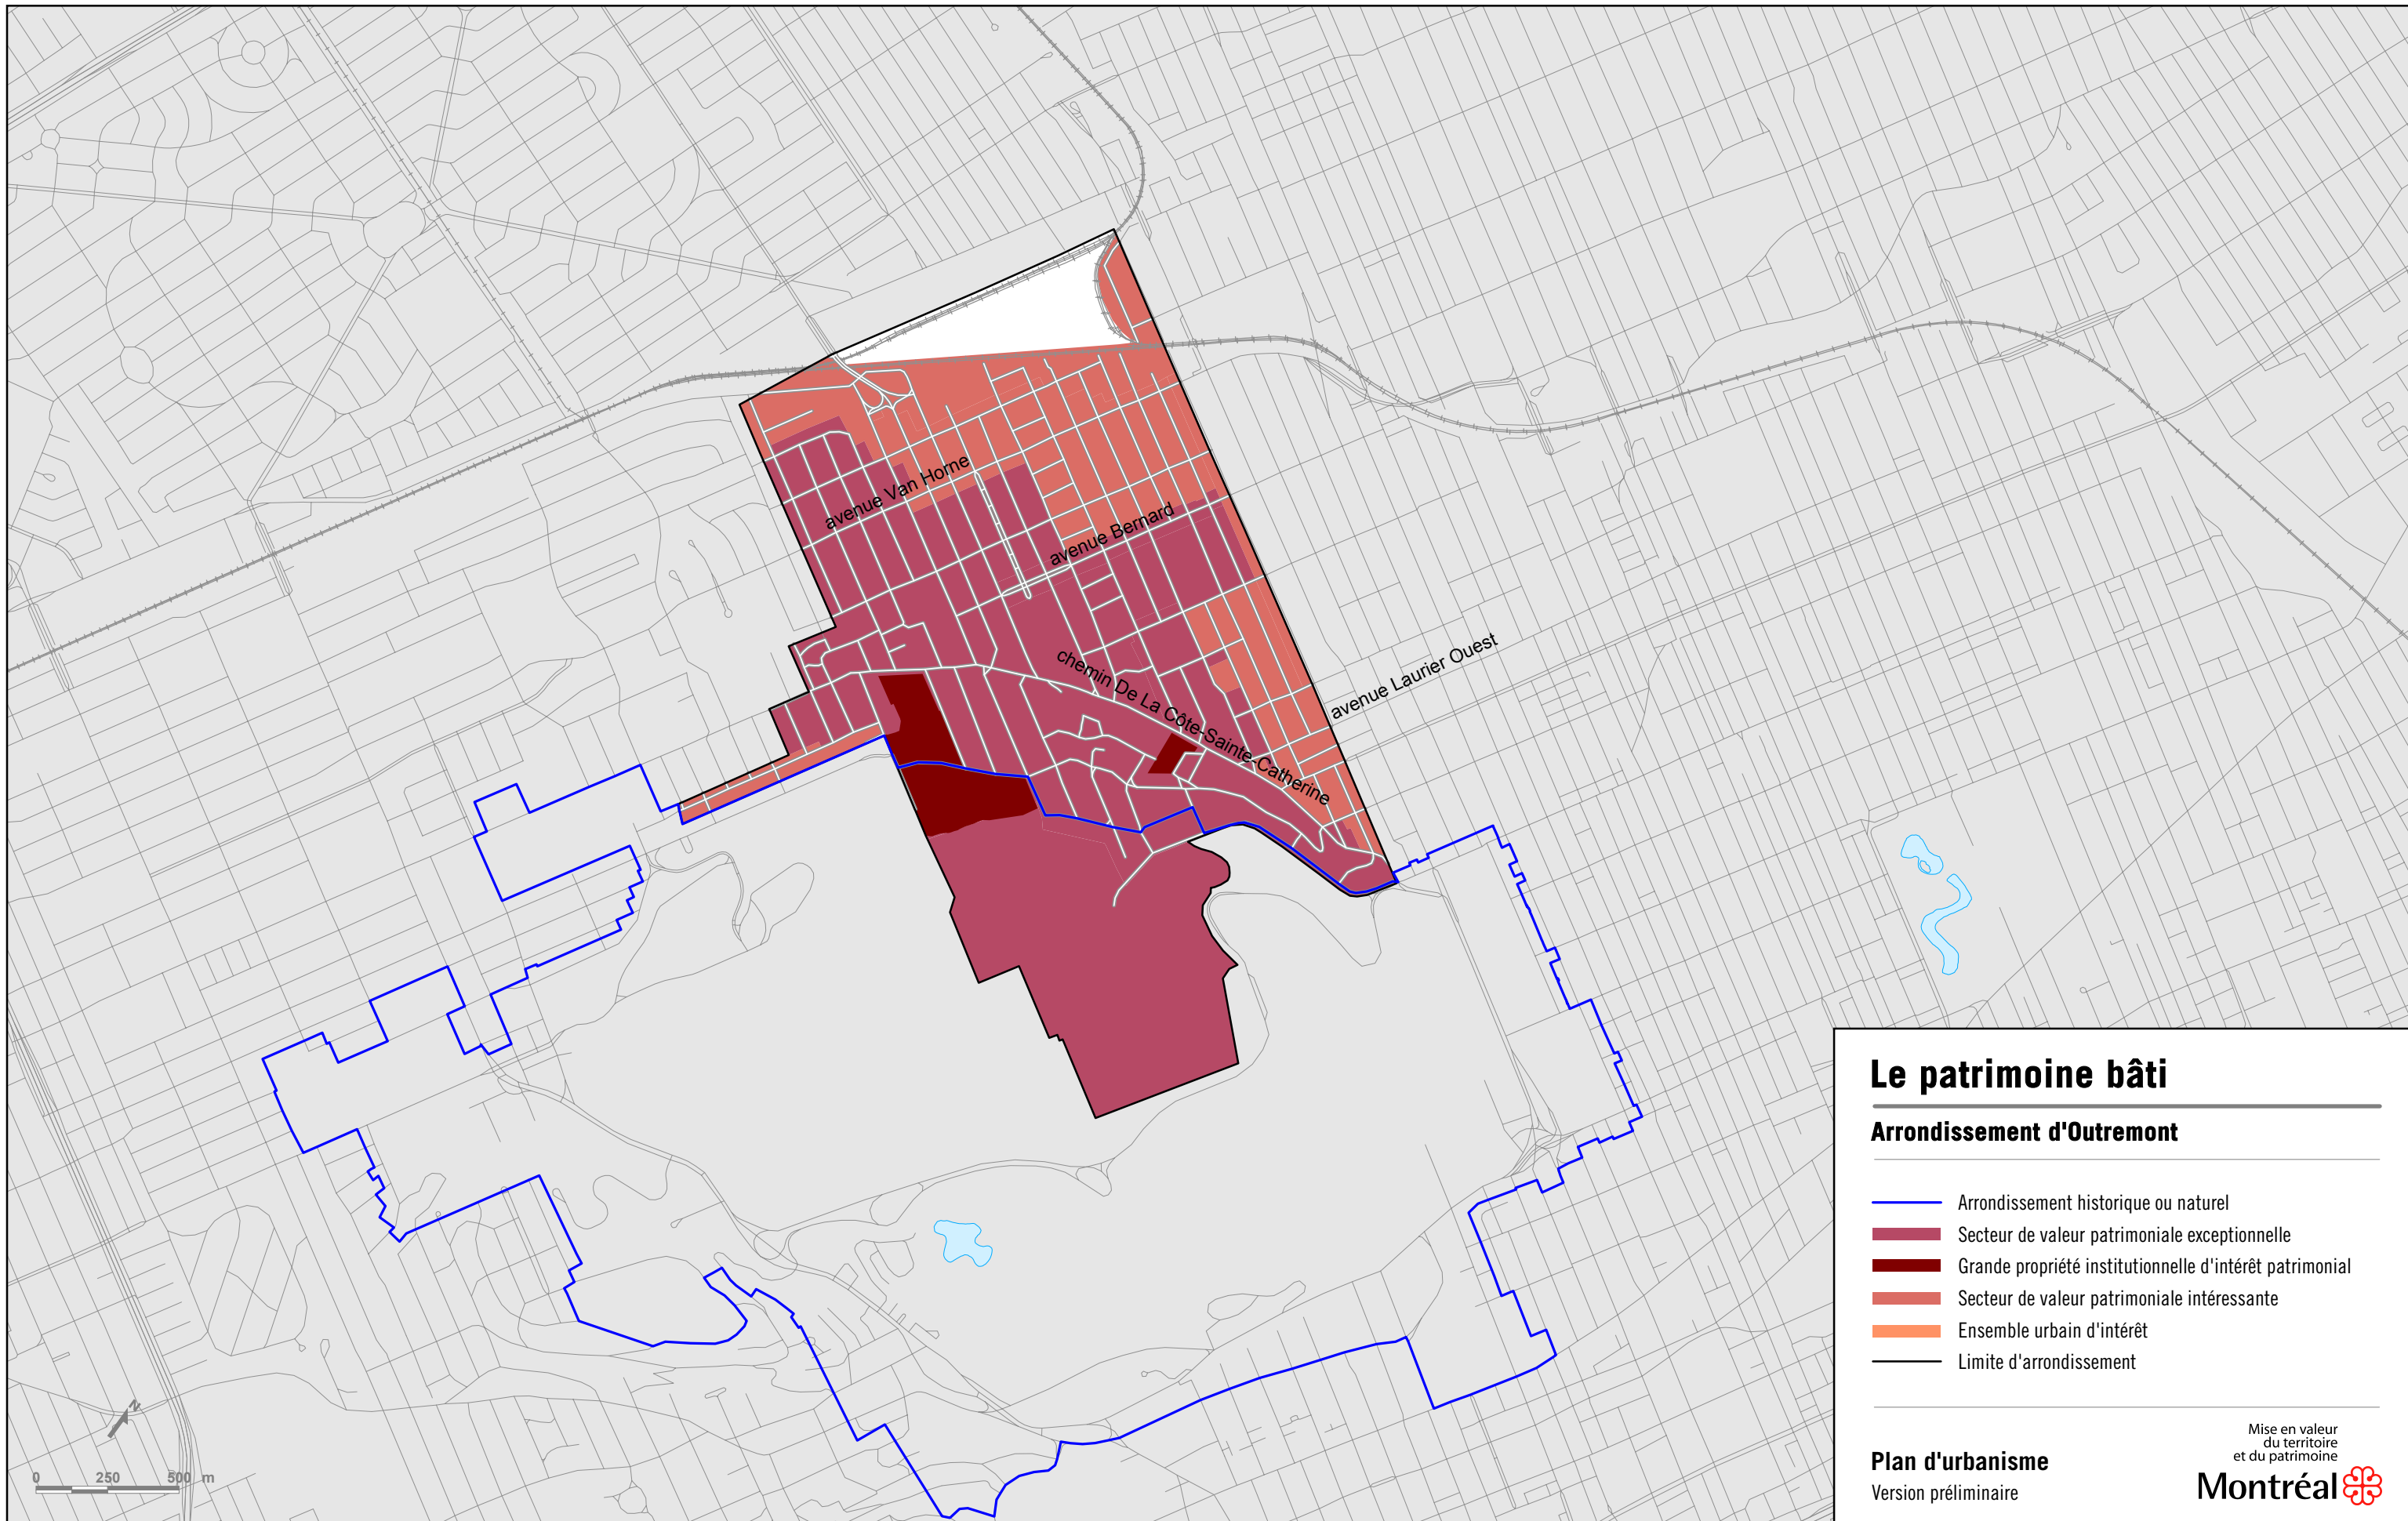 avenue Van Horne
avenue Bernard
chemin De La Côte-Sainte-Catherine
avenue Laurier Ouest
N
0 250 500 m
Le patrimoine bâti
Arrondissement d'Outremont
Arrondissement historique ou naturel
Secteur de valeur patrimoniale exceptionnelle
Grande propriété institutionnelle d'intérêt patrimonial
Secteur de valeur patrimoniale intéressante
Ensemble urbain d'intérêt
Limite d'arrondissement
Plan d'urbanisme
Version préliminaire
Mise en valeur
du territoire
et du patrimoine
Montréal